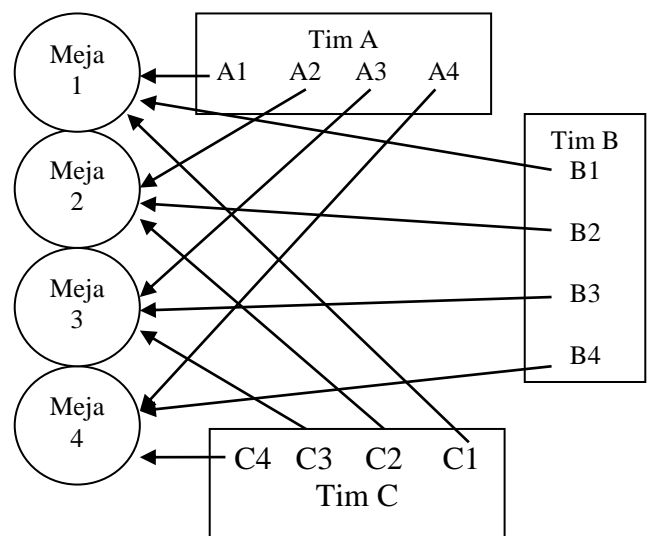 Meja
1
Meja
2
Meja
3
Meja
4
Tim A
A1 A2 A3 A4
Tim B
B1
B2
B3
B4
C4 C3 C2 C1
Tim C